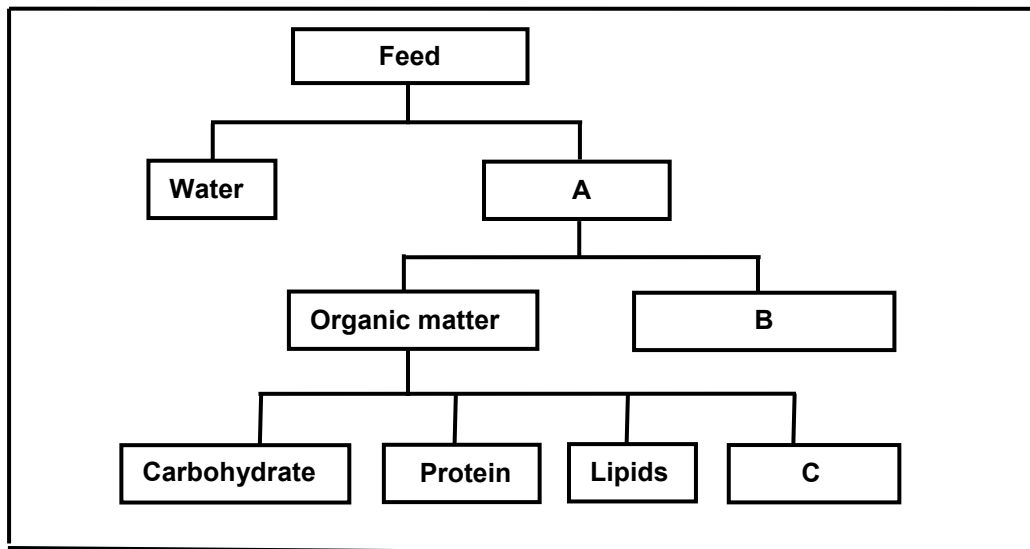 Feed
Water
A
Organic matter
B
Carbohydrate
Protein
Lipids
C